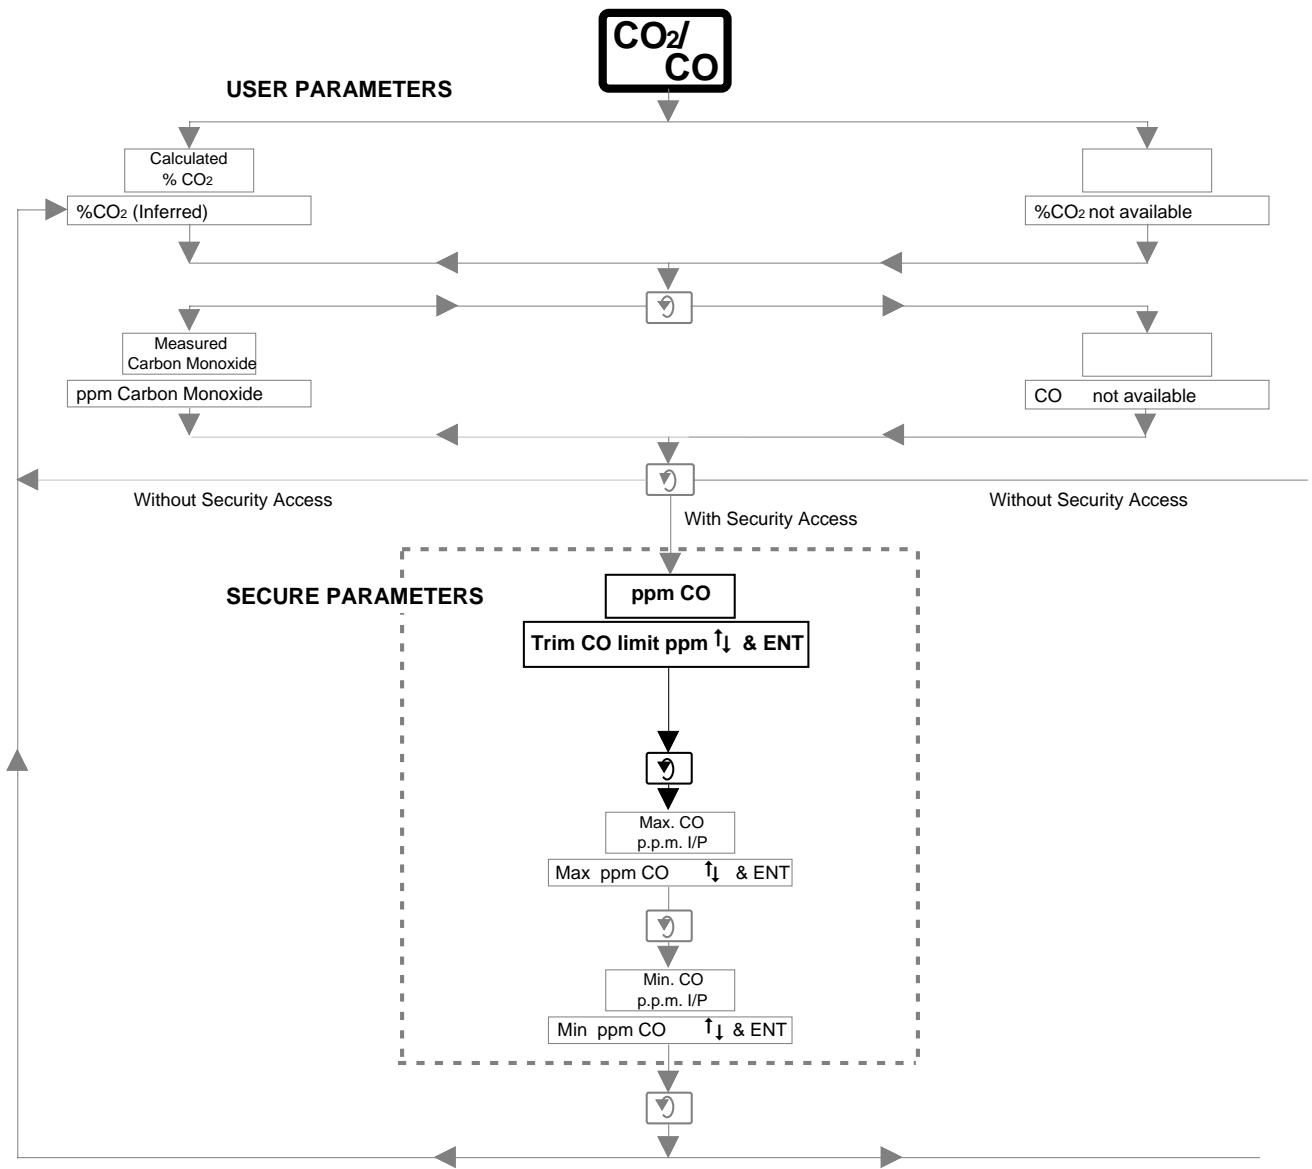 CO2/
CO
USER PARAMETERS
Calculated
% CO2
%CO2 (Inferred)
%CO2 not available
Measured
Carbon Monoxide
ppm Carbon Monoxide
CO not available
Without Security Access
Without Security Access
With Security Access
SECURE PARAMETERS
ppm CO
Trim CO limit ppm ↑↓ & ENT
Max. CO
p.p.m. I/P
Max ppm CO ↑↓ & ENT
Min. CO
p.p.m. I/P
Min ppm CO ↑↓ & ENT